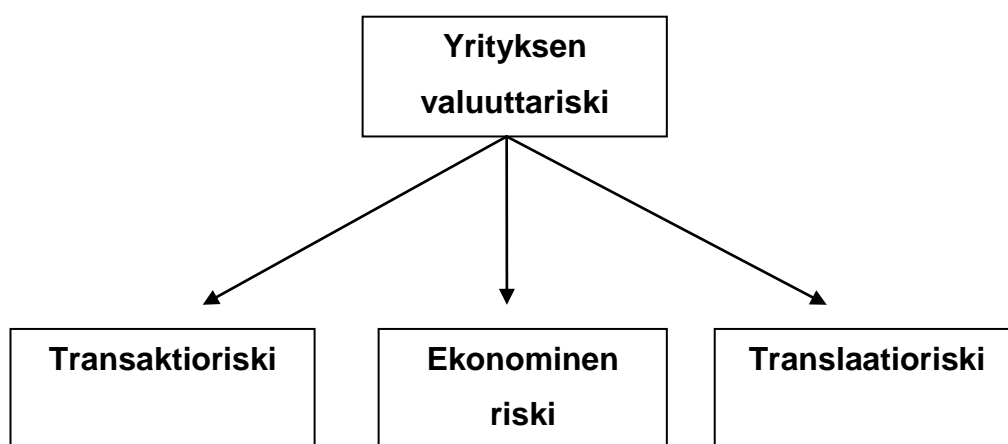 Yrityksen
valuuttariski
Transaktioriski
Ekonominen
riski
Translaatioriski